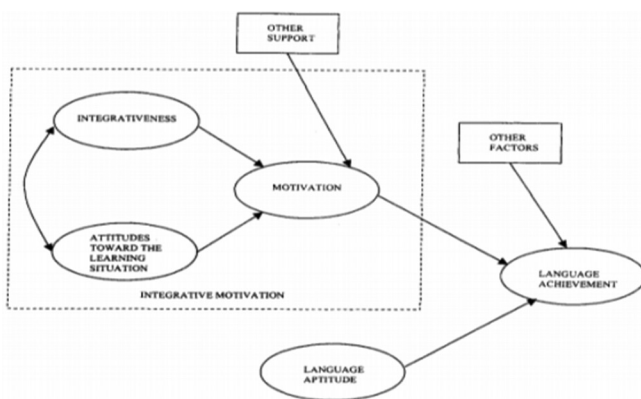 OTHER
SUPPORT
INTEGRATIVENESS
OTHER
FACTORS
MOTIVATION
ATTITUDES
TOWARD THE
LEARNING
SITUATION
LANGUAGE
ACHIEVEMENT
INTEGRATIVE MOTIVATION
LANGUAGE
APTITUDE